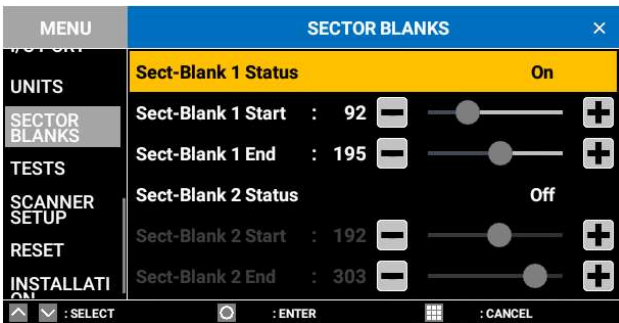 MENU
SECTOR BLANKS ×
UNITS
SECTOR
BLANKS
TESTS
SCANNER
SETUP
RESET
INSTALLATI
Sect-Blank 1 Status On
Sect-Blank 1 Start : 92
Sect-Blank 1 End : 195
Sect-Blank 2 Status Off
Sect-Blank 2 Start : 192
Sect-Blank 2 End : 303
: SELECT : ENTER : CANCEL